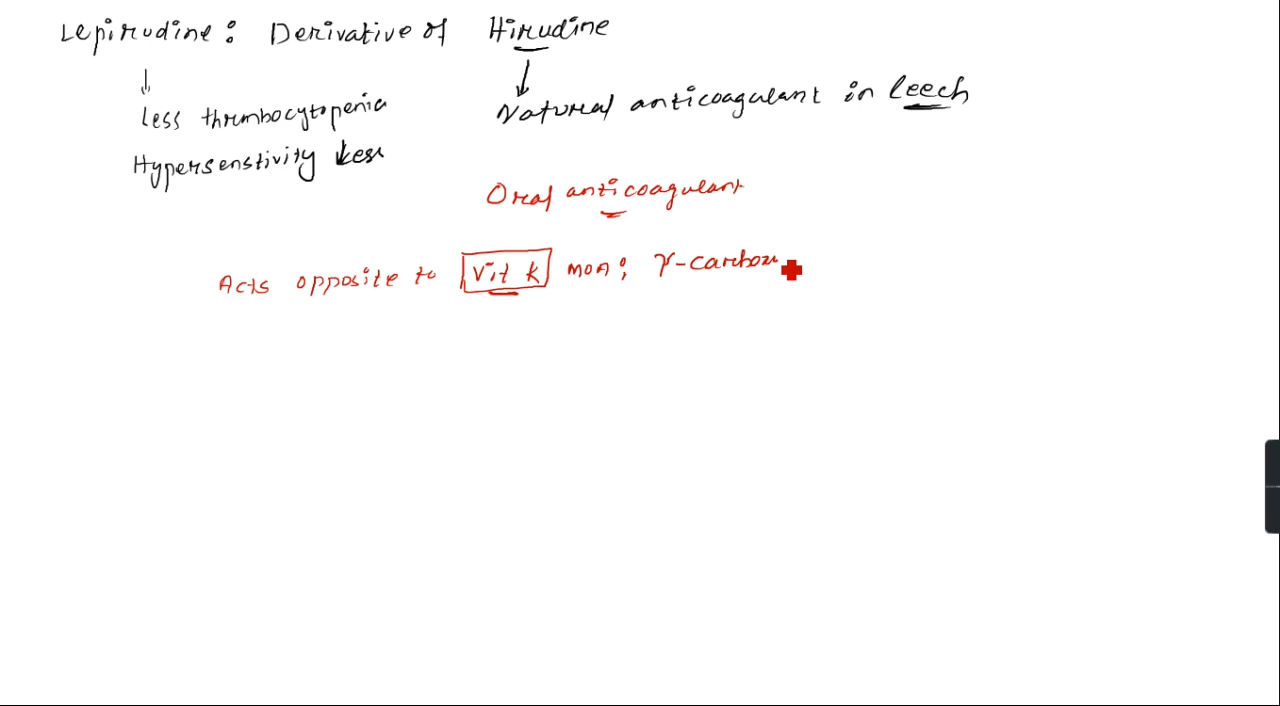 Lepirudine : Derivative of Hirudine
Less thrombocytopenia
Natural anticoagulant in leech
Hypersenstivity Less
Oral anticoagulant
Acts opposite to Vit k MOA : γ-carbox